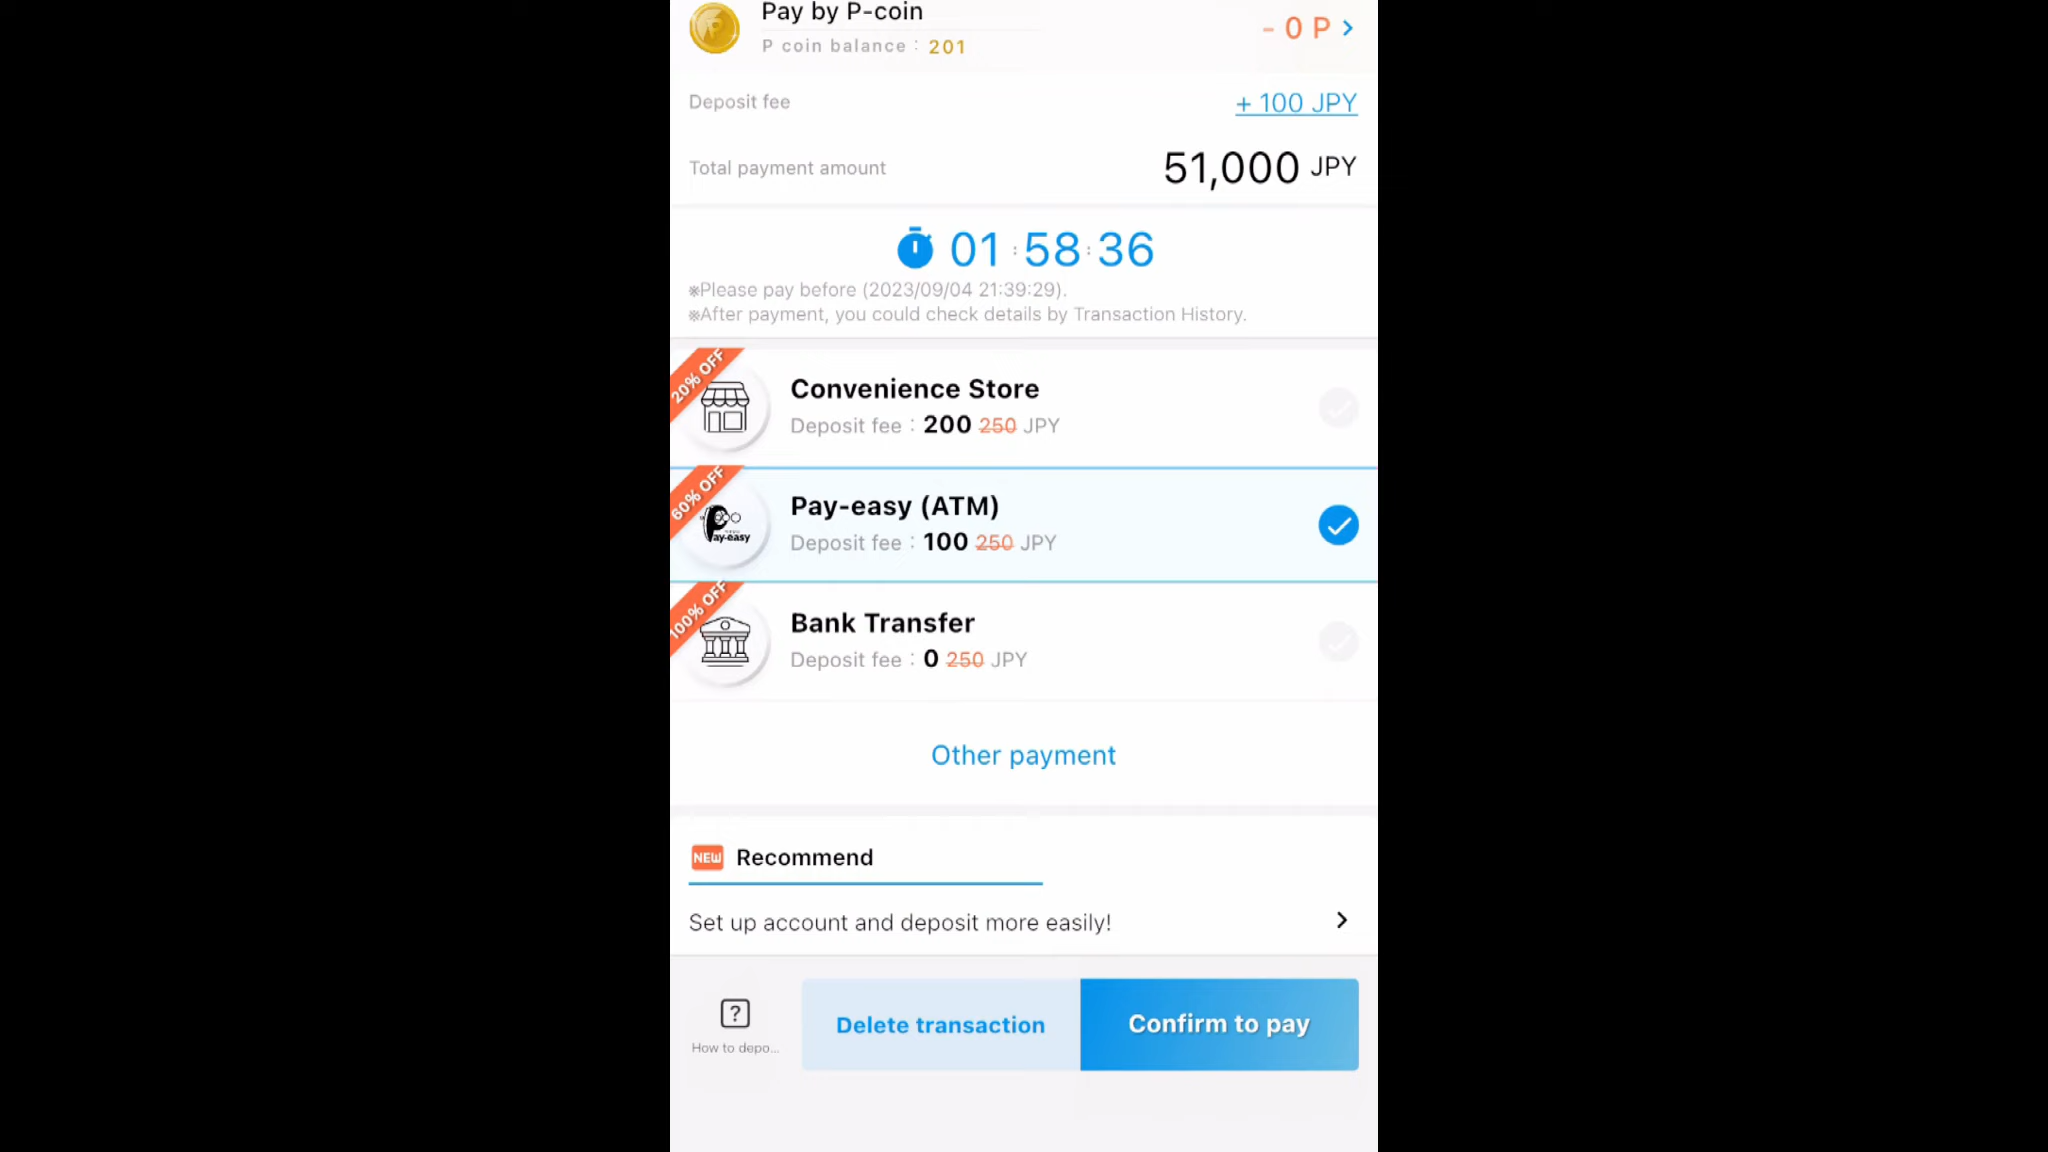 Pay by P-coin
- 0 P
P coin balance : 201
Deposit fee
+ 100 JPY
Total payment amount
51,000 JPY
01 : 58 : 36
※Please pay before (2023/09/04 21:39:29).
※After payment, you could check details by Transaction History.
20% OFF
Convenience Store
Deposit fee : 200 250 JPY
60% OFF
Pay-easy
Pay-easy (ATM)
Deposit fee : 100 250 JPY
100% OFF
Bank Transfer
Deposit fee : 0 250 JPY
Other payment
NEW Recommend
Set up account and deposit more easily!
?
How to depo...
Delete transaction
Confirm to pay